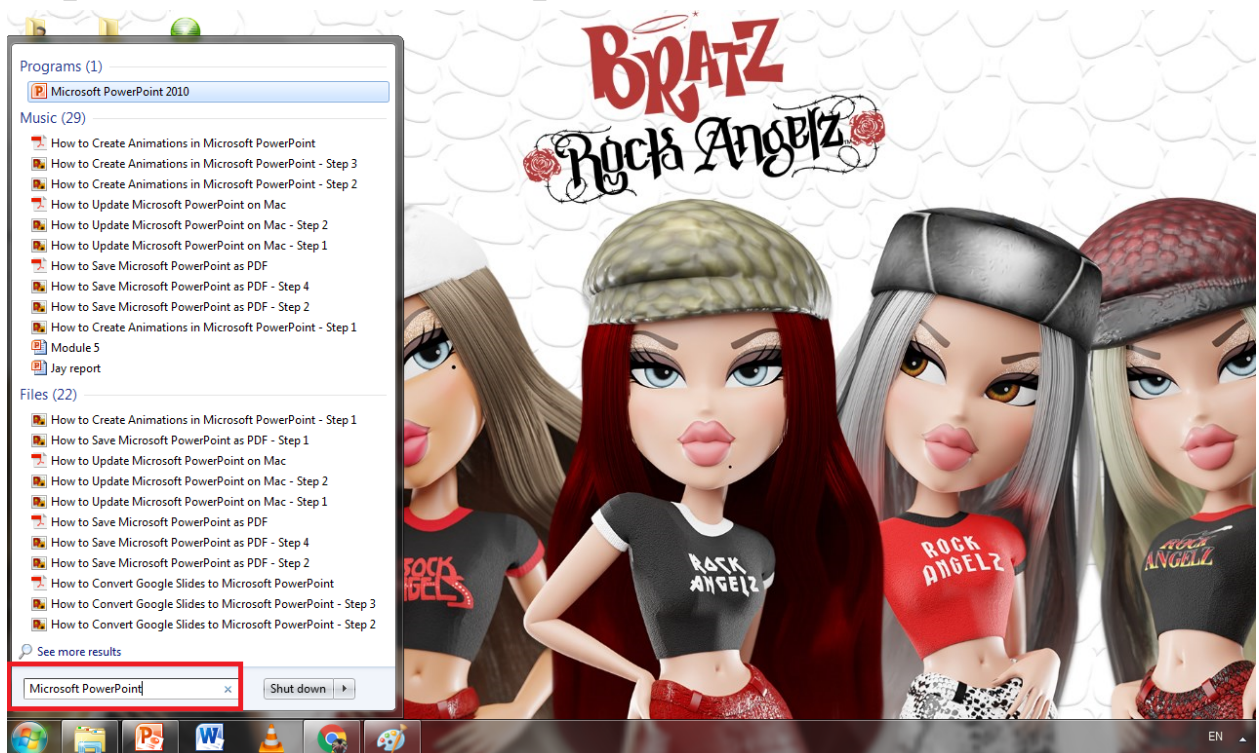 BRATZ
Rock Angelz
Programs (1)
Microsoft PowerPoint 2010
Music (29)
How to Create Animations in Microsoft PowerPoint
How to Create Animations in Microsoft PowerPoint - Step 3
How to Create Animations in Microsoft PowerPoint - Step 2
How to Update Microsoft PowerPoint on Mac
How to Update Microsoft PowerPoint on Mac - Step 2
How to Update Microsoft PowerPoint on Mac - Step 1
How to Save Microsoft PowerPoint as PDF
How to Save Microsoft PowerPoint as PDF - Step 4
How to Save Microsoft PowerPoint as PDF - Step 2
How to Create Animations in Microsoft PowerPoint - Step 1
Module 5
Jay report
Files (22)
How to Create Animations in Microsoft PowerPoint - Step 1
How to Save Microsoft PowerPoint as PDF - Step 1
How to Update Microsoft PowerPoint on Mac
How to Update Microsoft PowerPoint on Mac - Step 2
How to Update Microsoft PowerPoint on Mac - Step 1
How to Save Microsoft PowerPoint as PDF
How to Save Microsoft PowerPoint as PDF - Step 4
How to Save Microsoft PowerPoint as PDF - Step 2
How to Convert Google Slides to Microsoft PowerPoint
How to Convert Google Slides to Microsoft PowerPoint - Step 3
How to Convert Google Slides to Microsoft PowerPoint - Step 2
See more results
Microsoft PowerPoint
Shut down
ROCK
ANGELZ
ROCK
ANGELZ
ROCK
ANGELZ
EN